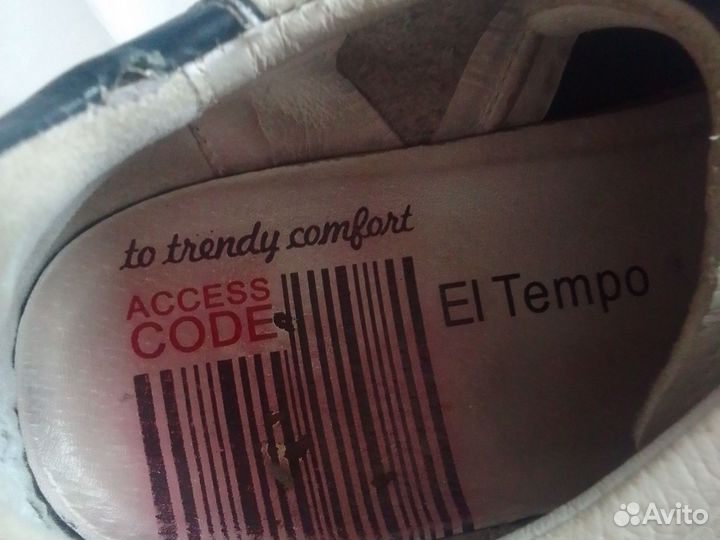 to trendy comfort
ACCESS
CODE
El Tempo
Avito